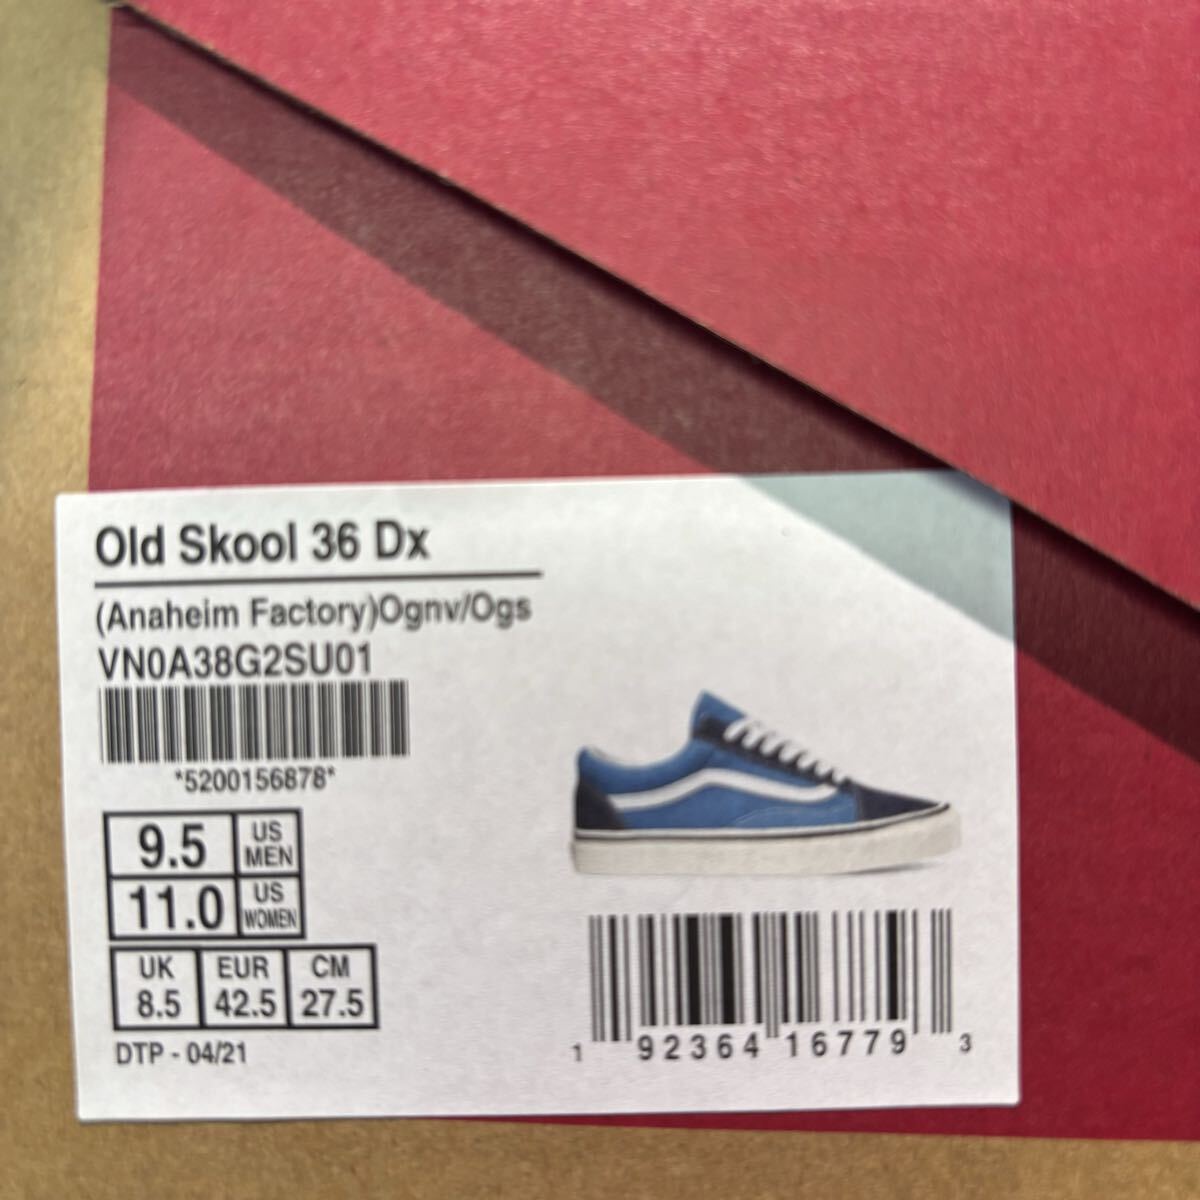 Old Skool 36 Dx
(Anaheim Factory)Ognv/Ogs
VN0A38G2SU01
*5200156878*
9.5 US MEN
11.0 US WOMEN
UK EUR CM
8.5 42.5 27.5
DTP - 04/21
1 92364 16779 3